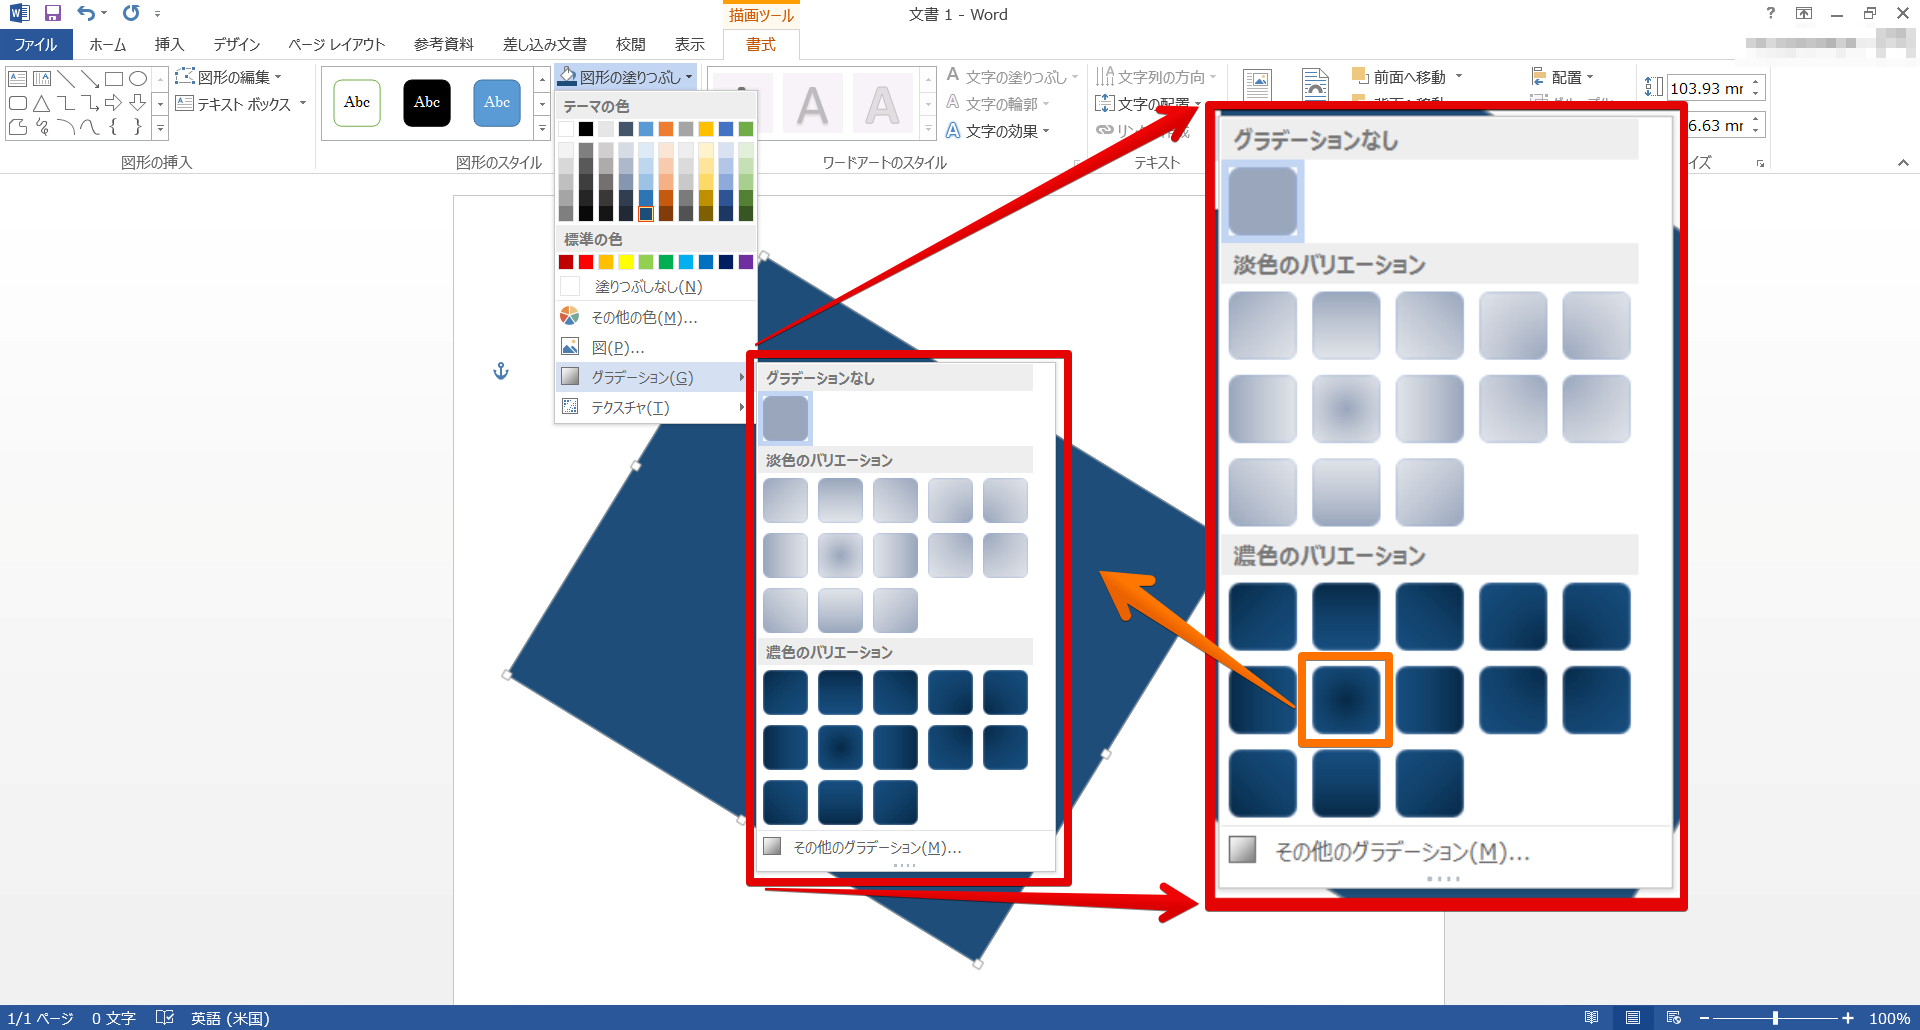 描画ツール
文書 1 - Word
?
ファイル
ホーム
挿入
デザイン
ページ レイアウト
参考資料
差し込み文書
校閲
表示
書式
図形の編集
テキスト ボックス
図形の挿入
Abc
Abc
Abc
図形のスタイル
図形の塗りつぶし
A
A
ワードアートのスタイル
A 文字の塗りつぶし
A 文字の輪郭
A 文字の効果
文字列の方向
文字の配置
テキスト
前面へ移動
配置
103.93 mm
6.63 mm
イズ
テーマの色
標準の色
塗りつぶしなし(N)
その他の色(M)...
図(P)...
グラデーション(G)
テクスチャ(T)
グラデーションなし
淡色のバリエーション
濃色のバリエーション
その他のグラデーション(M)...
グラデーションなし
淡色のバリエーション
濃色のバリエーション
その他のグラデーション(M)...
1/1 ページ
0 文字
英語 (米国)
100%